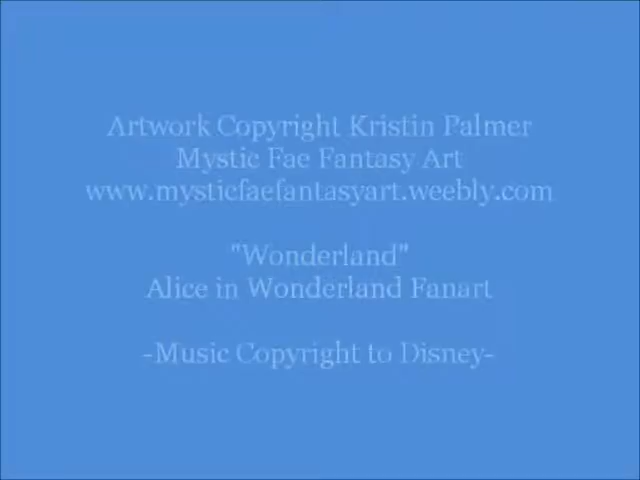 Artwork Copyright Kristin Palmer
Mystic Fae Fantasy Art
www.mysticfaefantasyart.weebly.com
"Wonderland"
Alice in Wonderland Fanart
-Music Copyright to Disney-